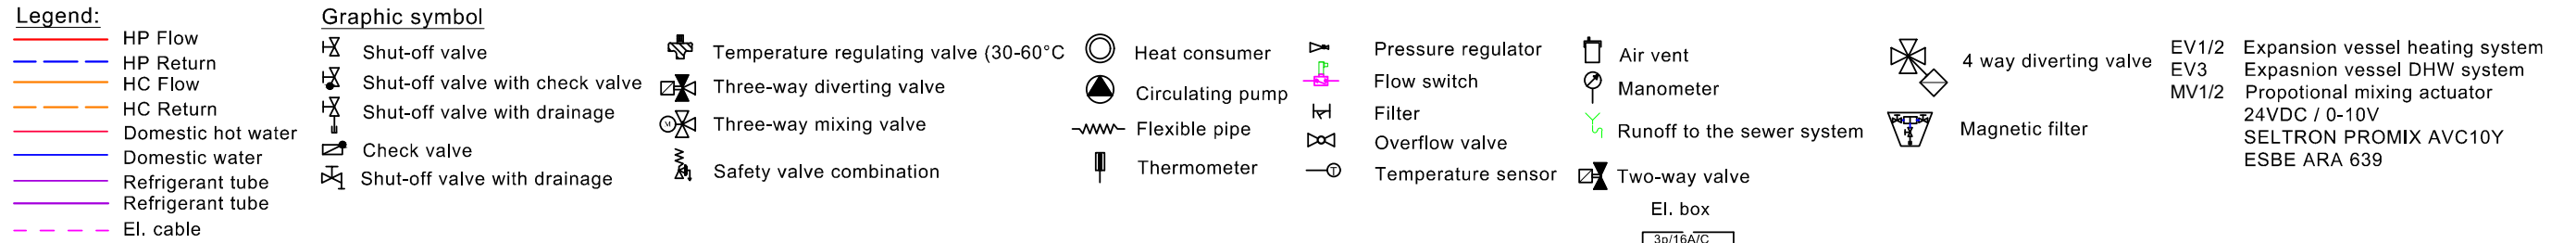 Legend:
HP Flow
HP Return
HC Flow
HC Return
Domestic hot water
Domestic water
Refrigerant tube
Refrigerant tube
El. cable
Graphic symbol
Shut-off valve
Shut-off valve with check valve
Shut-off valve with drainage
Check valve
Shut-off valve with drainage
Temperature regulating valve (30-60°C
Three-way diverting valve
M
Three-way mixing valve
Safety valve combination
Heat consumer
Circulating pump
Flexible pipe
Thermometer
Pressure regulator
Flow switch
Filter
Overflow valve
T
Temperature sensor
Air vent
Manometer
Runoff to the sewer system
Two-way valve
El. box
3p/16A/C
4 way diverting valve
Magnetic filter
EV1/2 Expansion vessel heating system
EV3 Expasnion vessel DHW system
MV1/2 Propotional mixing actuator
24VDC / 0-10V
SELTRON PROMIX AVC10Y
ESBE ARA 639